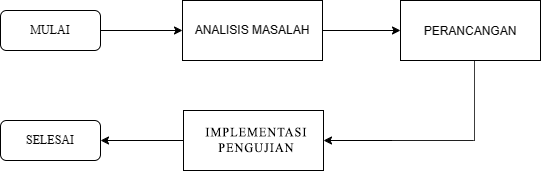 MULAI
ANALISIS MASALAH
PERANCANGAN
IMPLEMENTASI
PENGUJIAN
SELESAI